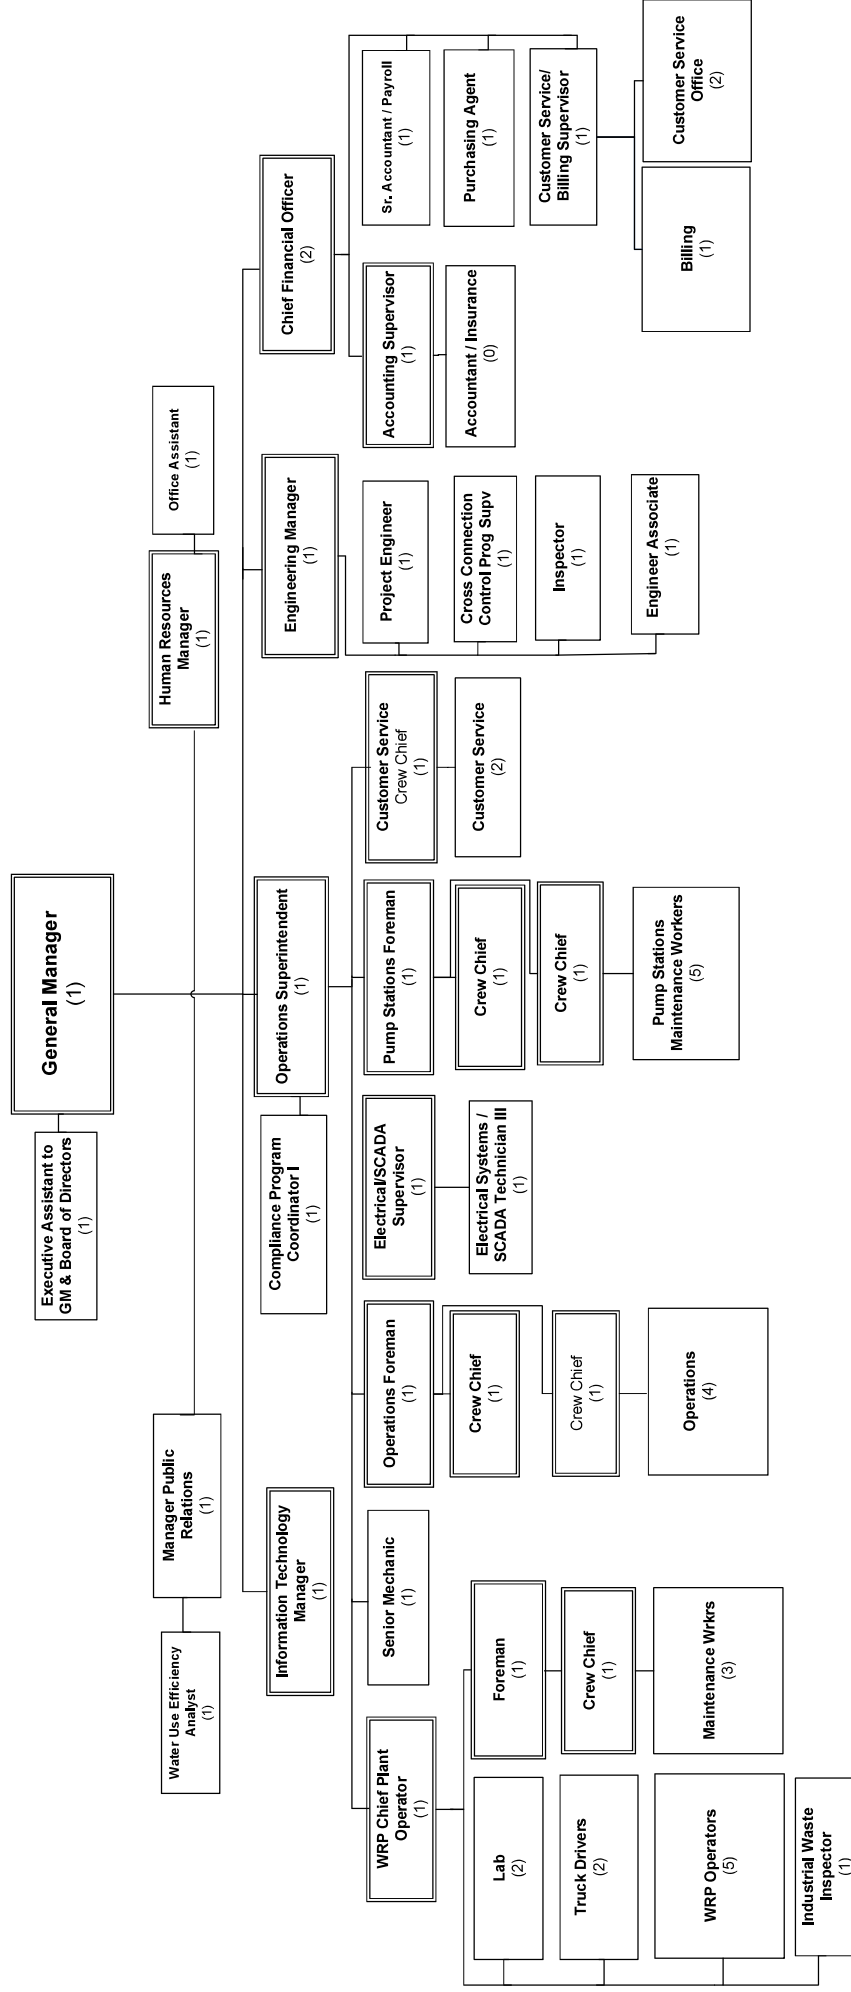 General Manager
(1)
Executive Assistant to
GM & Board of Directors
(1)
Water Use Efficiency
Analyst
(1)
Manager Public
Relations
(1)
Human Resources
Manager
(1)
Office Assistant
(1)
Information Technology
Manager
(1)
Compliance Program
Coordinator I
(1)
Operations Superintendent
(1)
Engineering Manager
(1)
Chief Financial Officer
(2)
WRP Chief Plant
Operator
(1)
Senior Mechanic
(1)
Operations Foreman
(1)
Electrical/SCADA
Supervisor
(1)
Pump Stations Foreman
(1)
Customer Service
Crew Chief
(1)
Project Engineer
(1)
Accounting Supervisor
(1)
Sr. Accountant / Payroll
(1)
Lab
(2)
Foreman
(1)
Crew Chief
(1)
Electrical Systems /
SCADA Technician III
(1)
Crew Chief
(1)
Customer Service
(2)
Cross Connection
Control Prog Supv
(1)
Accountant / Insurance
(0)
Purchasing Agent
(1)
Truck Drivers
(2)
Crew Chief
(1)
Crew Chief
(1)
Crew Chief
(1)
Inspector
(1)
Customer Service/
Billing Supervisor
(1)
WRP Operators
(5)
Maintenance Wrkrs
(3)
Operations
(4)
Pump Stations
Maintenance Workers
(5)
Engineer Associate
(1)
Billing
(1)
Customer Service
Office
(2)
Industrial Waste
Inspector
(1)